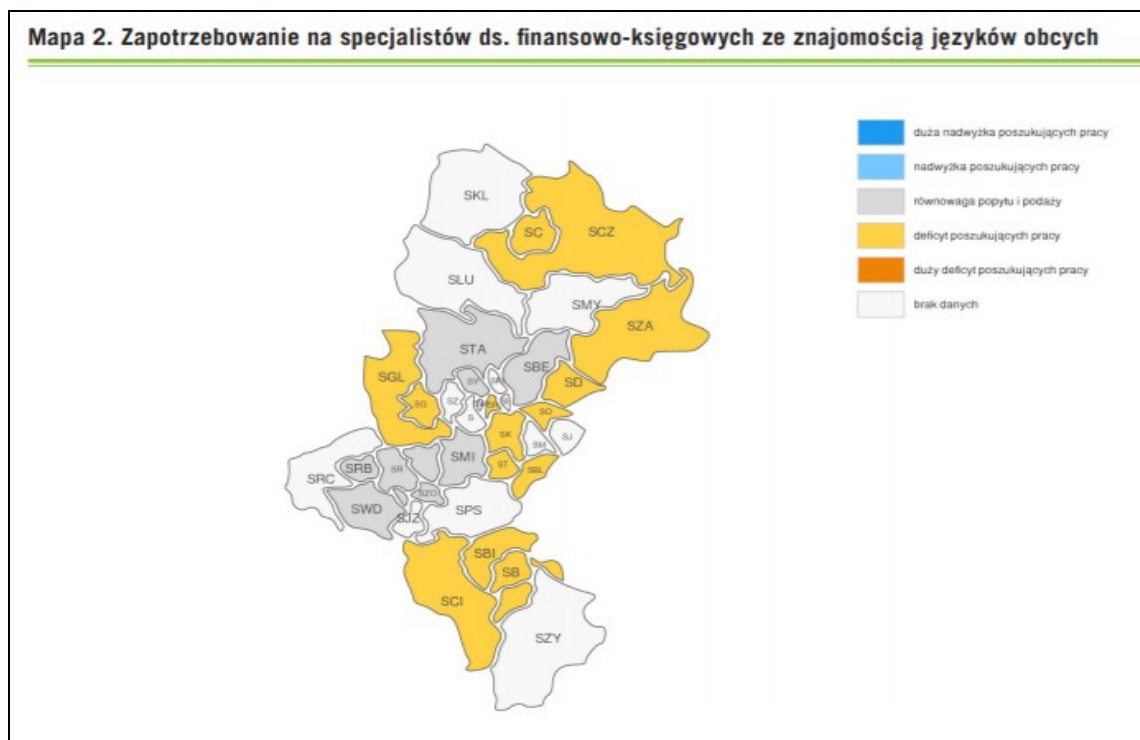 Mapa 2. Zapotrzebowanie na specjalistów ds. finansowo-księgowych ze znajomością języków obcych
duża nadwyżka poszukujących pracy
nadwyżka poszukujących pracy
równowaga popytu i podaży
deficyt poszukujących pracy
duży deficyt poszukujących pracy
brak danych
SKL
SC
SCZ
SLU
SMY
SZA
STA
SBE
SGL
SD
SY
SG
SZ
SO
S
SK
SM
SJ
SRC
SRB
SR
SMI
ST
SBL
SZO
SWD
SJZ
SPS
SBI
SB
SCI
SZY